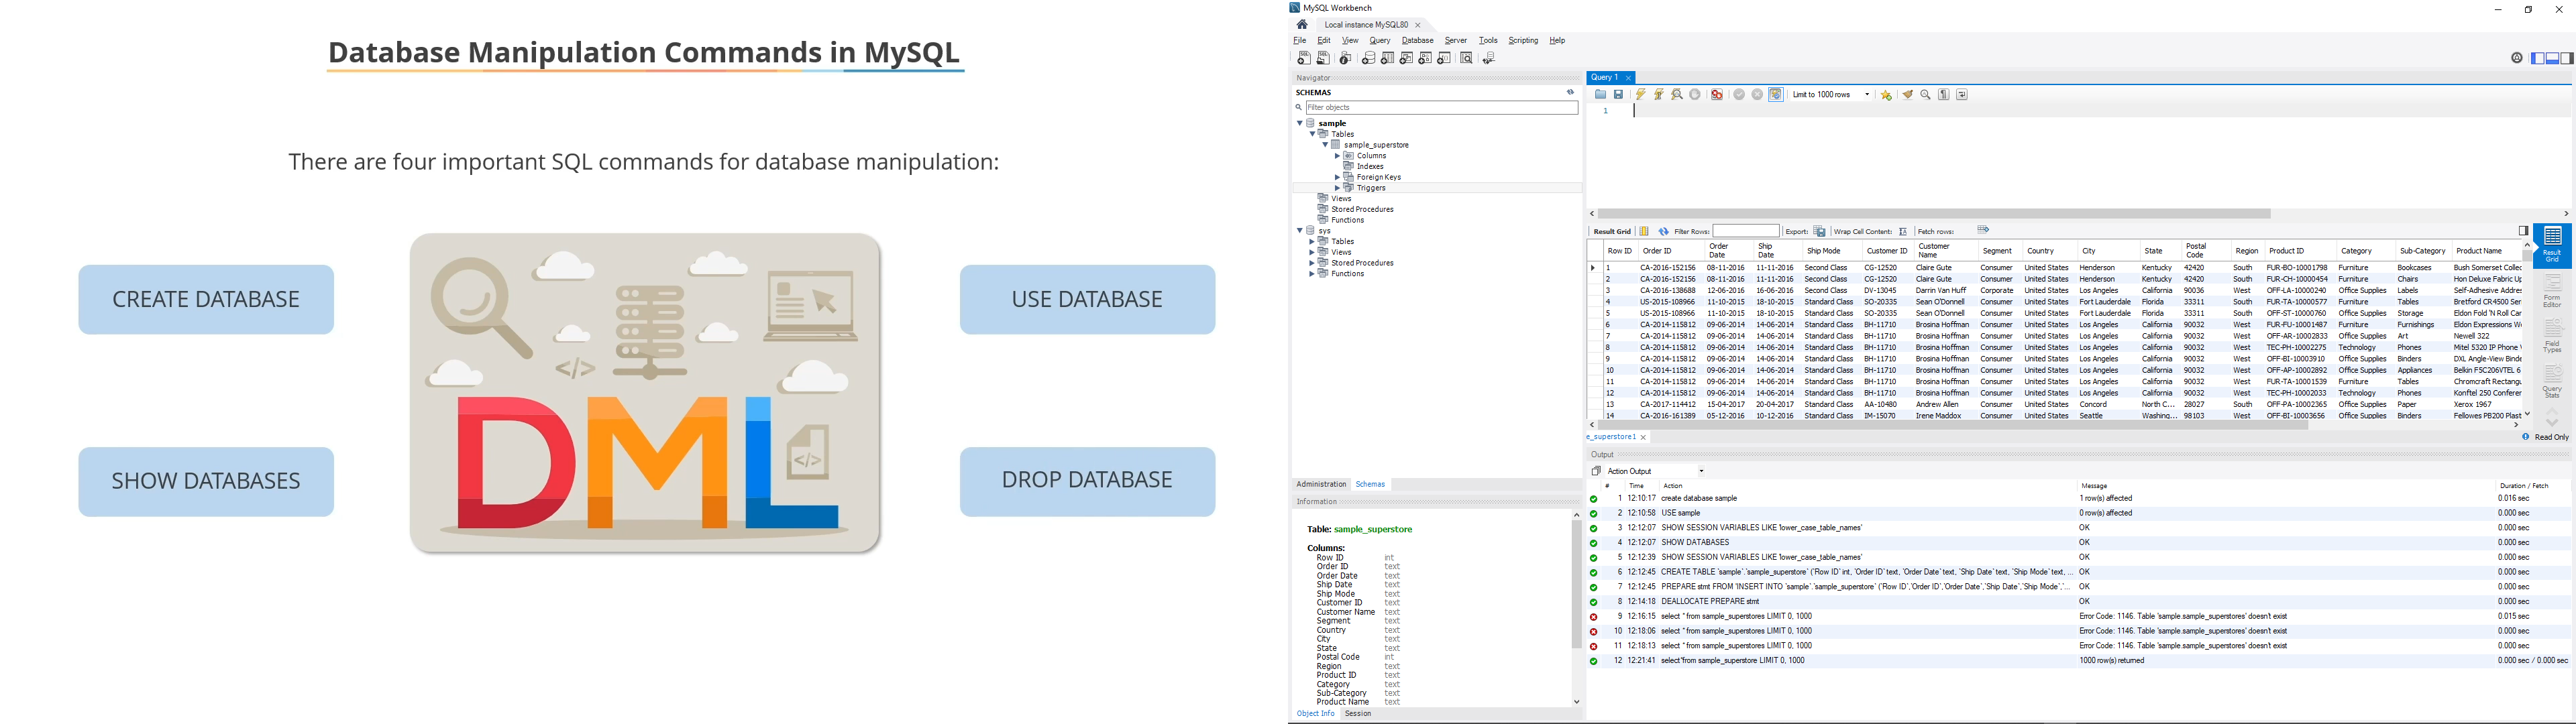 Database Manipulation Commands in MySQL
There are four important SQL commands for database manipulation:
CREATE DATABASE
USE DATABASE
SHOW DATABASES
DROP DATABASE
</>
DML
</>
MySQL Workbench
Local instance MySQL80
File Edit View Query Database Server Tools Scripting Help
Navigator
SCHEMAS
Filter objects
sample
Tables
sample_superstore
Columns
Indexes
Foreign Keys
Triggers
Views
Stored Procedures
Functions
sys
Tables
Views
Stored Procedures
Functions
Administration Schemas
Information
Table: sample_superstore
Columns:
Row ID int
Order ID text
Order Date text
Ship Date text
Ship Mode text
Customer ID text
Customer Name text
Segment text
Country text
City text
State text
Postal Code int
Region text
Product ID text
Category text
Sub-Category text
Product Name text
Object Info Session
Query 1
Limit to 1000 rows
1
Result Grid Filter Rows: Export: Wrap Cell Content: Fetch rows:
Row ID Order ID Order Date Ship Date Ship Mode Customer ID Customer Name Segment Country City State Postal Code Region Product ID Category Sub-Category Product Name
1 CA-2016-152156 08-11-2016 11-11-2016 Second Class CG-12520 Claire Gute Consumer United States Henderson Kentucky 42420 South FUR-BO-10001798 Furniture Bookcases Bush Somerset Collec
2 CA-2016-152156 08-11-2016 11-11-2016 Second Class CG-12520 Claire Gute Consumer United States Henderson Kentucky 42420 South FUR-CH-10000454 Furniture Chairs Hon Deluxe Fabric Up
3 CA-2016-138688 12-06-2016 16-06-2016 Second Class DV-13045 Darrin Van Huff Corporate United States Los Angeles California 90036 West OFF-LA-10000240 Office Supplies Labels Self-Adhesive Addres
4 US-2015-108966 11-10-2015 18-10-2015 Standard Class SO-20335 Sean O'Donnell Consumer United States Fort Lauderdale Florida 33311 South FUR-TA-10000577 Furniture Tables Bretford CR4500 Ser
5 US-2015-108966 11-10-2015 18-10-2015 Standard Class SO-20335 Sean O'Donnell Consumer United States Fort Lauderdale Florida 33311 South OFF-ST-10000760 Office Supplies Storage Eldon Fold 'N Roll Car
6 CA-2014-115812 09-06-2014 14-06-2014 Standard Class BH-11710 Brosina Hoffman Consumer United States Los Angeles California 90032 West FUR-FU-10001487 Furniture Furnishings Eldon Expressions W
7 CA-2014-115812 09-06-2014 14-06-2014 Standard Class BH-11710 Brosina Hoffman Consumer United States Los Angeles California 90032 West OFF-AR-10002833 Office Supplies Art Newell 322
8 CA-2014-115812 09-06-2014 14-06-2014 Standard Class BH-11710 Brosina Hoffman Consumer United States Los Angeles California 90032 West TEC-PH-10002275 Technology Phones Mitel 5320 IP Phone
9 CA-2014-115812 09-06-2014 14-06-2014 Standard Class BH-11710 Brosina Hoffman Consumer United States Los Angeles California 90032 West OFF-BI-10003910 Office Supplies Binders DXL Angle-View Binde
10 CA-2014-115812 09-06-2014 14-06-2014 Standard Class BH-11710 Brosina Hoffman Consumer United States Los Angeles California 90032 West OFF-AP-10002892 Office Supplies Appliances Belkin F5C206VTEL 6
11 CA-2014-115812 09-06-2014 14-06-2014 Standard Class BH-11710 Brosina Hoffman Consumer United States Los Angeles California 90032 West FUR-TA-10001539 Furniture Tables Chromcraft Rectangu
12 CA-2014-115812 09-06-2014 14-06-2014 Standard Class BH-11710 Brosina Hoffman Consumer United States Los Angeles California 90032 West TEC-PH-10002033 Technology Phones Konftel 250 Conferen
13 CA-2017-114412 15-04-2017 20-04-2017 Standard Class AA-10480 Andrew Allen Consumer United States Concord North C... 28027 South OFF-PA-10002365 Office Supplies Paper Xerox 1967
14 CA-2016-161389 05-12-2016 10-12-2016 Standard Class IM-15070 Irene Maddox Consumer United States Seattle Washing... 98103 West OFF-BI-10003656 Office Supplies Binders Fellowes PB200 Plast
Result Grid
Form Editor
Field Types
Query Stats
e_superstore1
Read Only
Output
Action Output
# Time Action Message Duration / Fetch
1 12:10:17 create database sample 1 row(s) affected 0.016 sec
2 12:10:58 USE sample 0 row(s) affected 0.000 sec
3 12:12:07 SHOW SESSION VARIABLES LIKE 'lower_case_table_names' OK 0.000 sec
4 12:12:07 SHOW DATABASES OK 0.000 sec
5 12:12:39 SHOW SESSION VARIABLES LIKE 'lower_case_table_names' OK 0.000 sec
6 12:12:45 CREATE TABLE `sample`.`sample_superstore` (`Row ID` int, `Order ID` text, `Order Date` text, `Ship Date` text, `Ship Mode` text, ... OK 0.000 sec
7 12:12:45 PREPARE stmt FROM 'INSERT INTO `sample`.`sample_superstore` (`Row ID`,`Order ID`,`Order Date`,`Ship Date`,`Ship Mode`,`... OK 0.000 sec
8 12:14:18 DEALLOCATE PREPARE stmt OK 0.000 sec
9 12:16:15 select * from sample_superstores LIMIT 0, 1000 Error Code: 1146. Table 'sample.sample_superstores' doesn't exist 0.015 sec
10 12:18:06 select * from sample_superstores LIMIT 0, 1000 Error Code: 1146. Table 'sample.sample_superstores' doesn't exist 0.000 sec
11 12:18:13 select * from sample_superstores LIMIT 0, 1000 Error Code: 1146. Table 'sample.sample_superstores' doesn't exist 0.000 sec
12 12:21:41 select*from sample_superstore LIMIT 0, 1000 1000 row(s) returned 0.000 sec / 0.000 sec